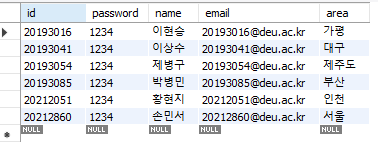 id password name email area
20193016 1234 이현승 20193016@deu.ac.kr 가평
20193041 1234 이상수 20193041@deu.ac.kr 대구
20193054 1234 제병구 20193054@deu.ac.kr 제주도
20193085 1234 박병민 20193085@deu.ac.kr 부산
20212051 1234 황현지 20212051@deu.ac.kr 인천
20212860 1234 손민서 20212860@deu.ac.kr 서울
NULL NULL NULL NULL NULL